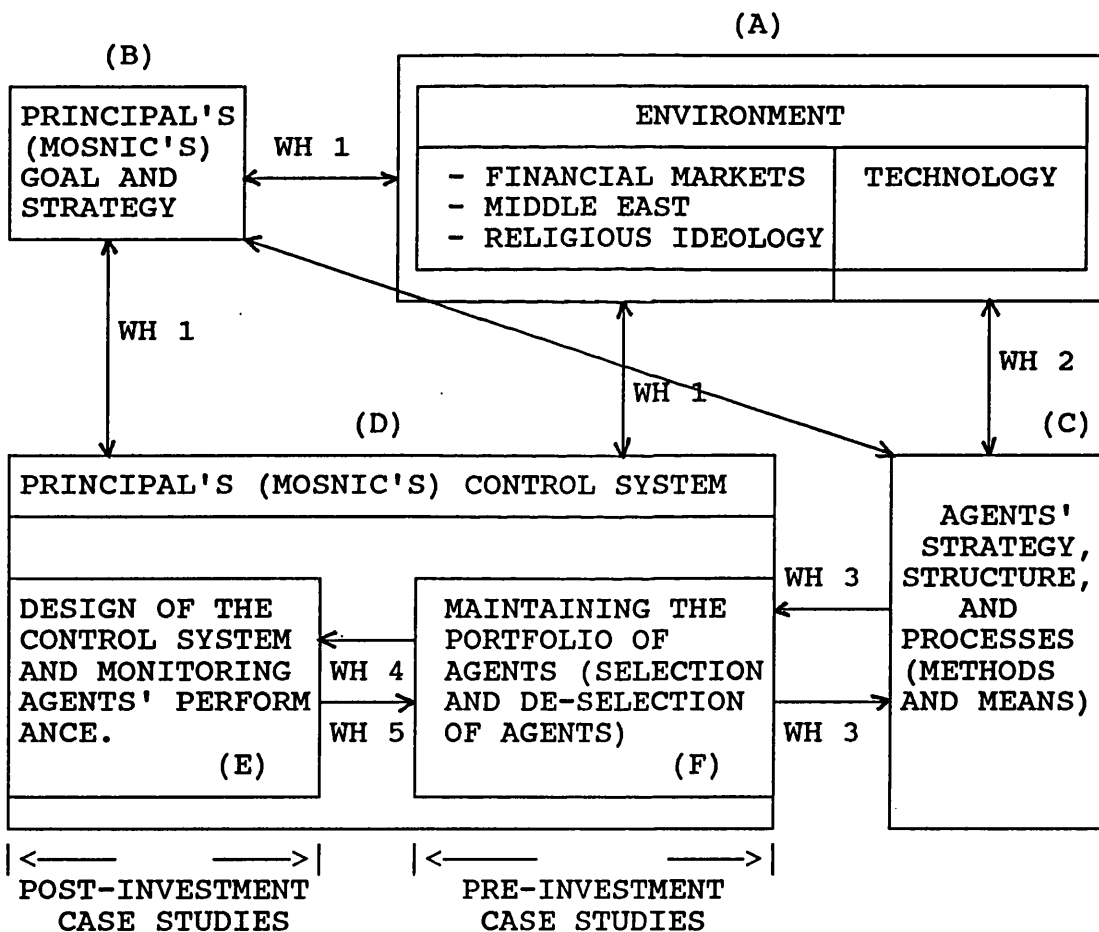 (A)
(B)
PRINCIPAL'S
(MOSNIC'S)
GOAL AND
STRATEGY
WH 1
ENVIRONMENT
- FINANCIAL MARKETS
- MIDDLE EAST
- RELIGIOUS IDEOLOGY
TECHNOLOGY
WH 1
WH 1
WH 2
(D)
(C)
PRINCIPAL'S (MOSNIC'S) CONTROL SYSTEM
DESIGN OF THE
CONTROL SYSTEM
AND MONITORING
AGENTS' PERFORM
ANCE.
(E)
WH 4
WH 5
MAINTAINING THE
PORTFOLIO OF
AGENTS (SELECTION
AND DE-SELECTION
OF AGENTS)
(F)
WH 3
WH 3
AGENTS'
STRATEGY,
STRUCTURE,
AND
PROCESSES
(METHODS
AND MEANS)
POST-INVESTMENT
CASE STUDIES
PRE-INVESTMENT
CASE STUDIES